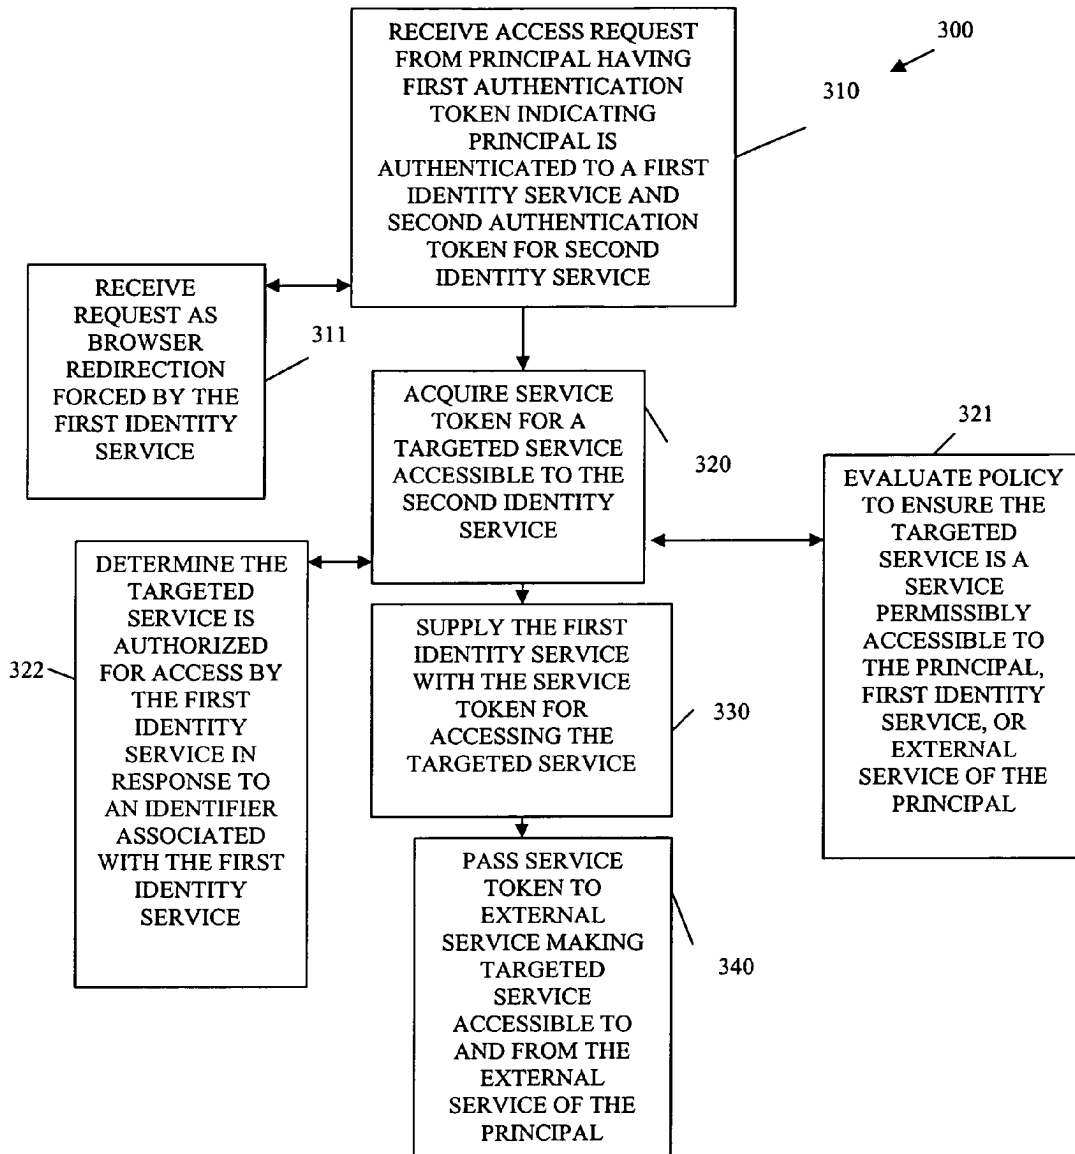 RECEIVE ACCESS REQUEST
FROM PRINCIPAL HAVING
FIRST AUTHENTICATION
TOKEN INDICATING
PRINCIPAL IS
AUTHENTICATED TO A FIRST
IDENTITY SERVICE AND
SECOND AUTHENTICATION
TOKEN FOR SECOND
IDENTITY SERVICE
300
310
RECEIVE
REQUEST AS
BROWSER
REDIRECTION
FORCED BY THE
FIRST IDENTITY
SERVICE
311
ACQUIRE SERVICE
TOKEN FOR A
TARGETED SERVICE
ACCESSIBLE TO THE
SECOND IDENTITY
SERVICE
320
321
EVALUATE POLICY
TO ENSURE THE
TARGETED
SERVICE IS A
SERVICE
PERMISSIBLY
ACCESSIBLE TO
THE PRINCIPAL,
FIRST IDENTITY
SERVICE, OR
EXTERNAL
SERVICE OF THE
PRINCIPAL
DETERMINE THE
TARGETED
SERVICE IS
AUTHORIZED
FOR ACCESS BY
THE FIRST
IDENTITY
SERVICE IN
RESPONSE TO
AN IDENTIFIER
ASSOCIATED
WITH THE FIRST
IDENTITY
SERVICE
322
SUPPLY THE FIRST
IDENTITY SERVICE
WITH THE SERVICE
TOKEN FOR
ACCESSING THE
TARGETED SERVICE
330
PASS SERVICE
TOKEN TO
EXTERNAL
SERVICE MAKING
TARGETED
SERVICE
ACCESSIBLE TO
AND FROM THE
EXTERNAL
SERVICE OF THE
PRINCIPAL
340